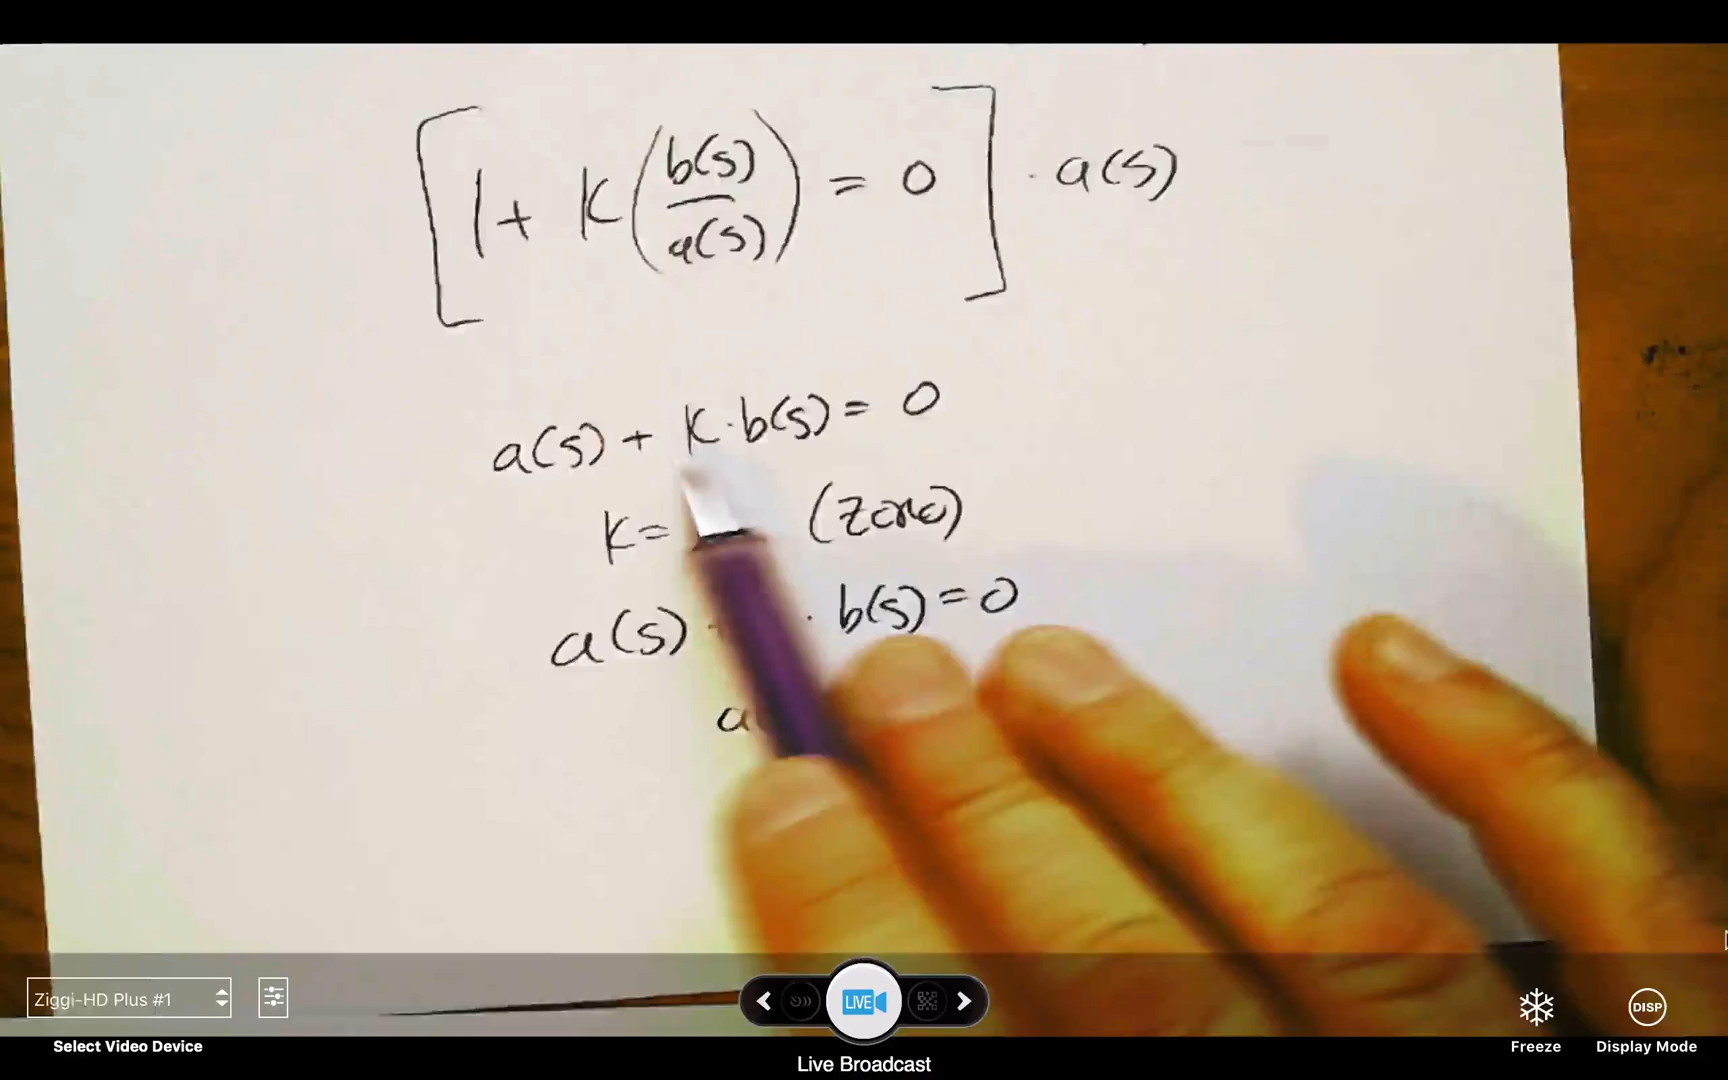 [1 + K(b(s)/a(s)) = 0] · a(s)
a(s) + K·b(s) = 0
K= (Zero)
a(s) · b(s) = 0
a
Ziggi-HD Plus #1
Select Video Device
LIVE
Live Broadcast
Freeze
DISP
Display Mode